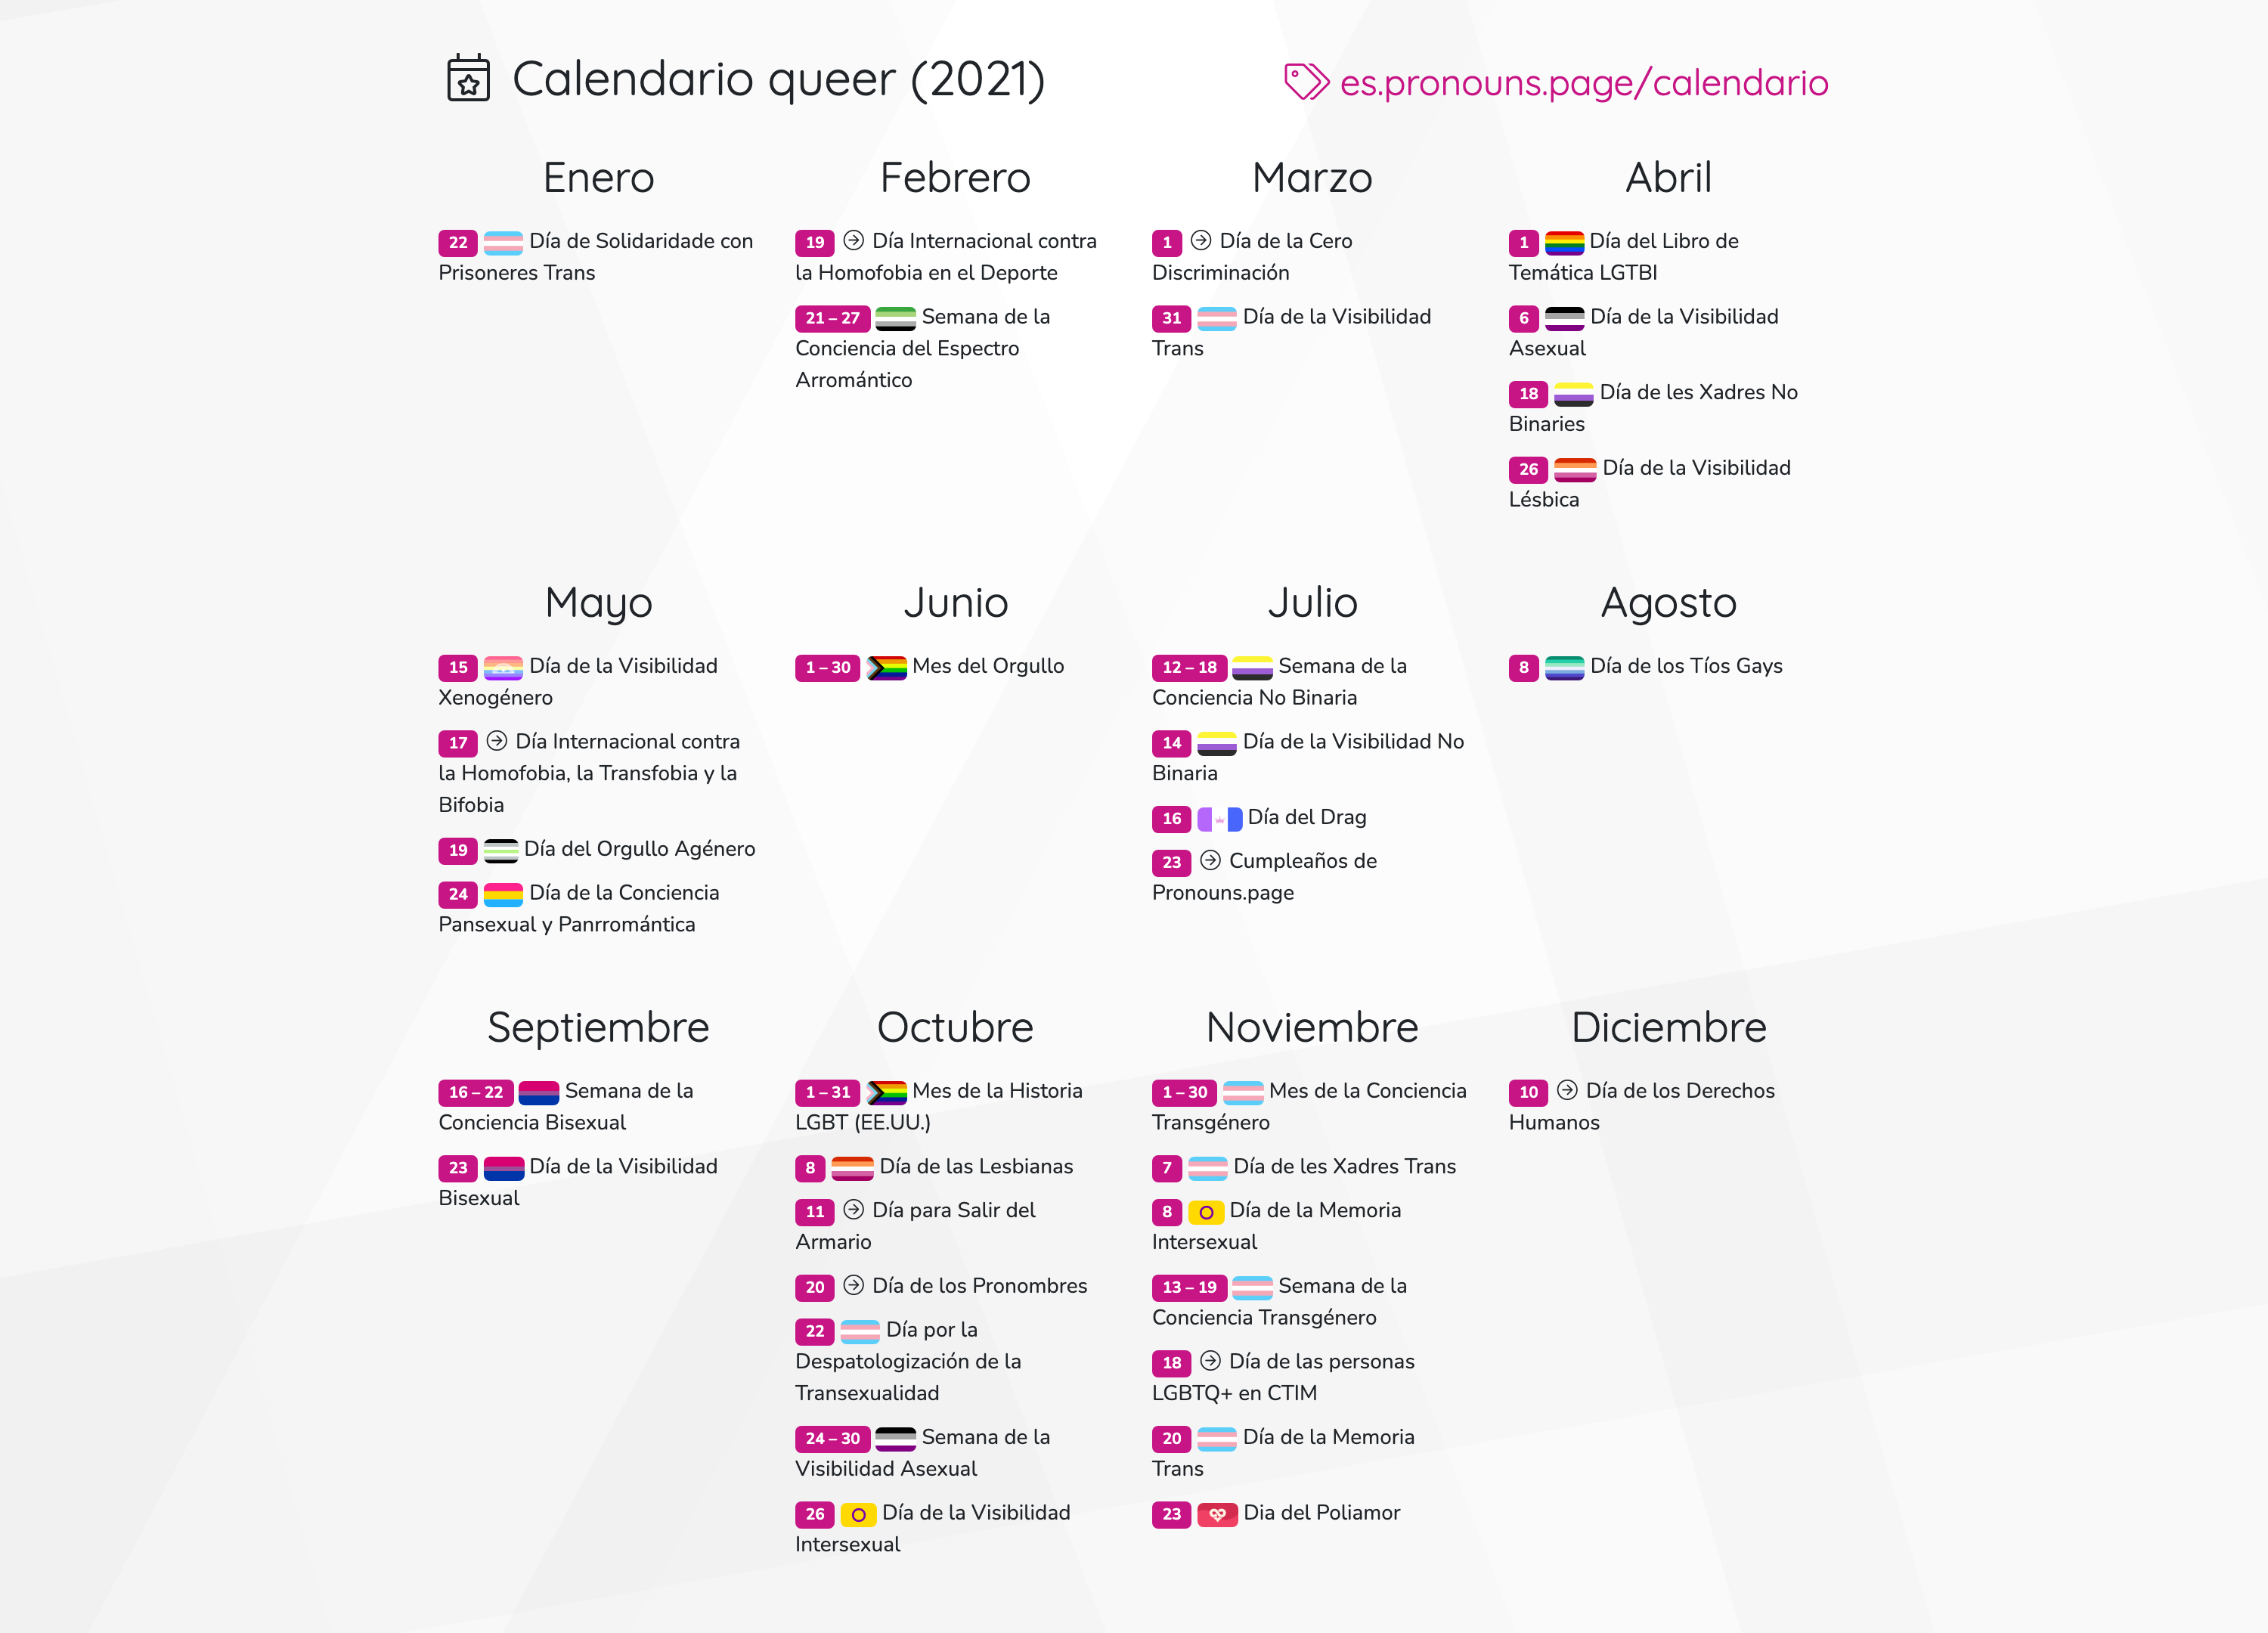 Calendario queer (2021)
es.pronouns.page/calendario
Enero
22 Día de Solidaridade con
Prisoneres Trans
Febrero
19 Día Internacional contra
la Homofobia en el Deporte
21 – 27 Semana de la
Conciencia del Espectro
Arromántico
Marzo
1 Día de la Cero
Discriminación
31 Día de la Visibilidad
Trans
Abril
1 Día del Libro de
Temática LGTBI
6 Día de la Visibilidad
Asexual
18 Día de les Xadres No
Binaries
26 Día de la Visibilidad
Lésbica
Mayo
15 Día de la Visibilidad
Xenogénero
17 Día Internacional contra
la Homofobia, la Transfobia y la
Bifobia
19 Día del Orgullo Agénero
24 Día de la Conciencia
Pansexual y Panrromántica
Junio
1 – 30 Mes del Orgullo
Julio
12 – 18 Semana de la
Conciencia No Binaria
14 Día de la Visibilidad No
Binaria
16 Día del Drag
23 Cumpleaños de
Pronouns.page
Agosto
8 Día de los Tíos Gays
Septiembre
16 – 22 Semana de la
Conciencia Bisexual
23 Día de la Visibilidad
Bisexual
Octubre
1 – 31 Mes de la Historia
LGBT (EE.UU.)
8 Día de las Lesbianas
11 Día para Salir del
Armario
20 Día de los Pronombres
22 Día por la
Despatologización de la
Transexualidad
24 – 30 Semana de la
Visibilidad Asexual
26 Día de la Visibilidad
Intersexual
Noviembre
1 – 30 Mes de la Conciencia
Transgénero
7 Día de les Xadres Trans
8 Día de la Memoria
Intersexual
13 – 19 Semana de la
Conciencia Transgénero
18 Día de las personas
LGBTQ+ en CTIM
20 Día de la Memoria
Trans
23 Dia del Poliamor
Diciembre
10 Día de los Derechos
Humanos